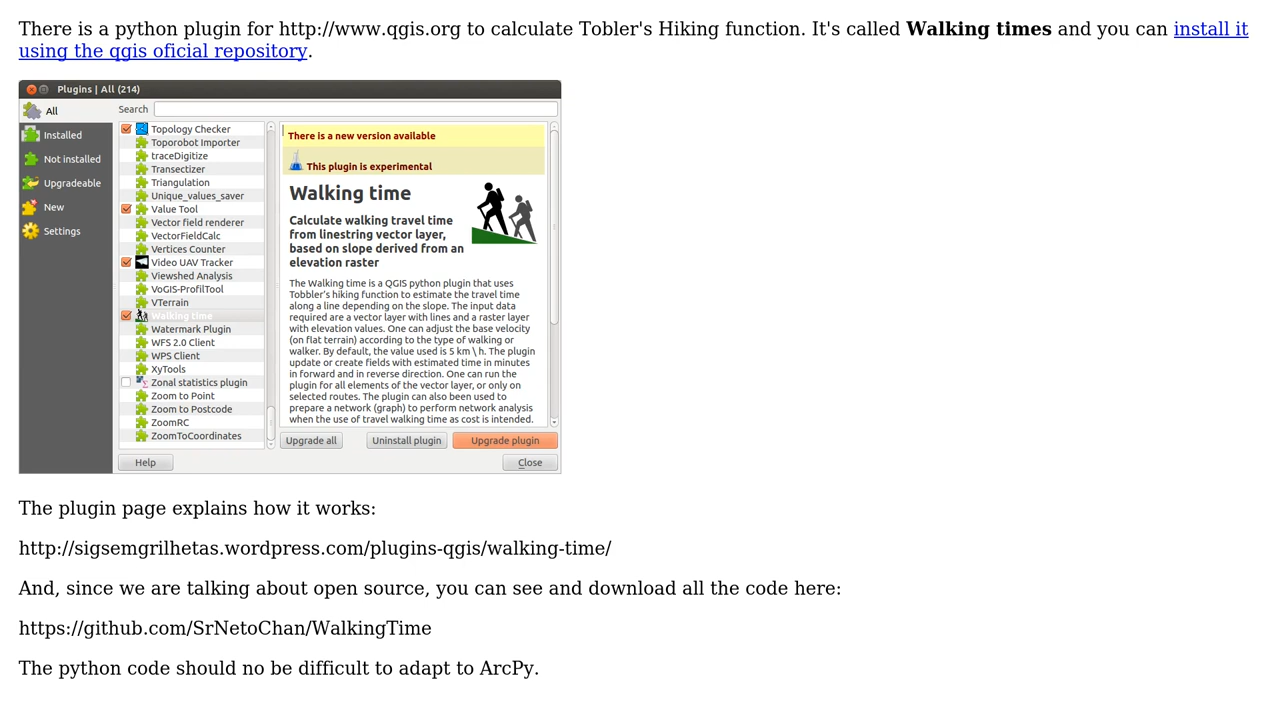 There is a python plugin for http://www.qgis.org to calculate Tobler's Hiking function. It's called Walking times and you can install it
using the qgis oficial repository.
Plugins | All (214)
All
Installed
Not installed
Upgradeable
New
Settings
Search
Topology Checker
Toporobot Importer
traceDigitize
Transectizer
Triangulation
Unique_values_saver
Value Tool
Vector field renderer
VectorFieldCalc
Vertices Counter
Video UAV Tracker
Viewshed Analysis
VoGIS-ProfilTool
VTerrain
Walking time
Watermark Plugin
WFS 2.0 Client
WPS Client
XyTools
Zonal statistics plugin
Zoom to Point
Zoom to Postcode
ZoomRC
ZoomToCoordinates
There is a new version available
This plugin is experimental
Walking time
Calculate walking travel time
from linestring vector layer,
based on slope derived from an
elevation raster
The Walking time is a QGIS python plugin that uses
Tobbler's hiking function to estimate the travel time
along a line depending on the slope. The input data
required are a vector layer with lines and a raster layer
with elevation values. One can adjust the base velocity
(on flat terrain) according to the type of walking or
walker. By default, the value used is 5 km \ h. The plugin
update or create fields with estimated time in minutes
in forward and in reverse direction. One can run the
plugin for all elements of the vector layer, or only on
selected routes. The plugin can also been used to
prepare a network (graph) to perform network analysis
when the use of travel walking time as cost is intended.
Upgrade all
Uninstall plugin
Upgrade plugin
Help
Close
The plugin page explains how it works:
http://sigsemgrilhetas.wordpress.com/plugins-qgis/walking-time/
And, since we are talking about open source, you can see and download all the code here:
https://github.com/SrNetoChan/WalkingTime
The python code should no be difficult to adapt to ArcPy.